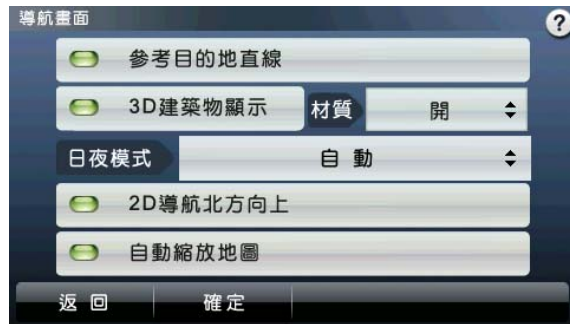 導航畫面
?
參考目的地直線
3D建築物顯示 材質 開
日夜模式 自動
2D導航北方向上
自動縮放地圖
返回 確定